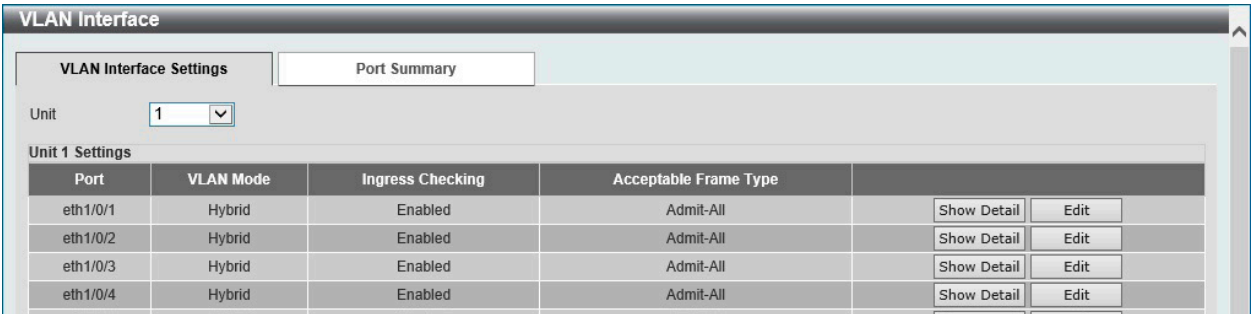 VLAN Interface
VLAN Interface Settings Port Summary
Unit 1
Unit 1 Settings
Port VLAN Mode Ingress Checking Acceptable Frame Type
eth1/0/1 Hybrid Enabled Admit-All Show Detail Edit
eth1/0/2 Hybrid Enabled Admit-All Show Detail Edit
eth1/0/3 Hybrid Enabled Admit-All Show Detail Edit
eth1/0/4 Hybrid Enabled Admit-All Show Detail Edit